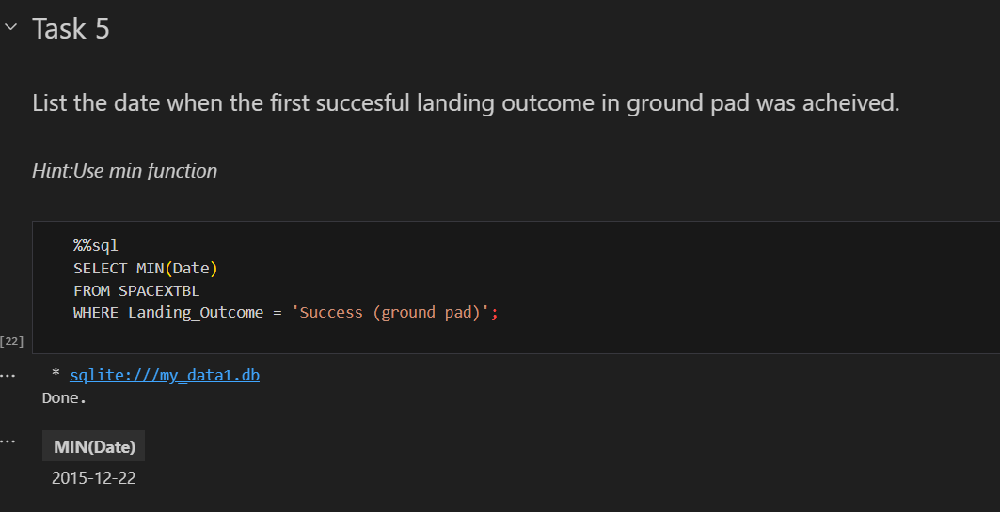 Task 5
List the date when the first succesful landing outcome in ground pad was acheived.
Hint:Use min function
%%sql
SELECT MIN(Date)
FROM SPACEXTBL
WHERE Landing_Outcome = 'Success (ground pad)';
[22]
... * sqlite:///my_data1.db
Done.
... MIN(Date)
2015-12-22